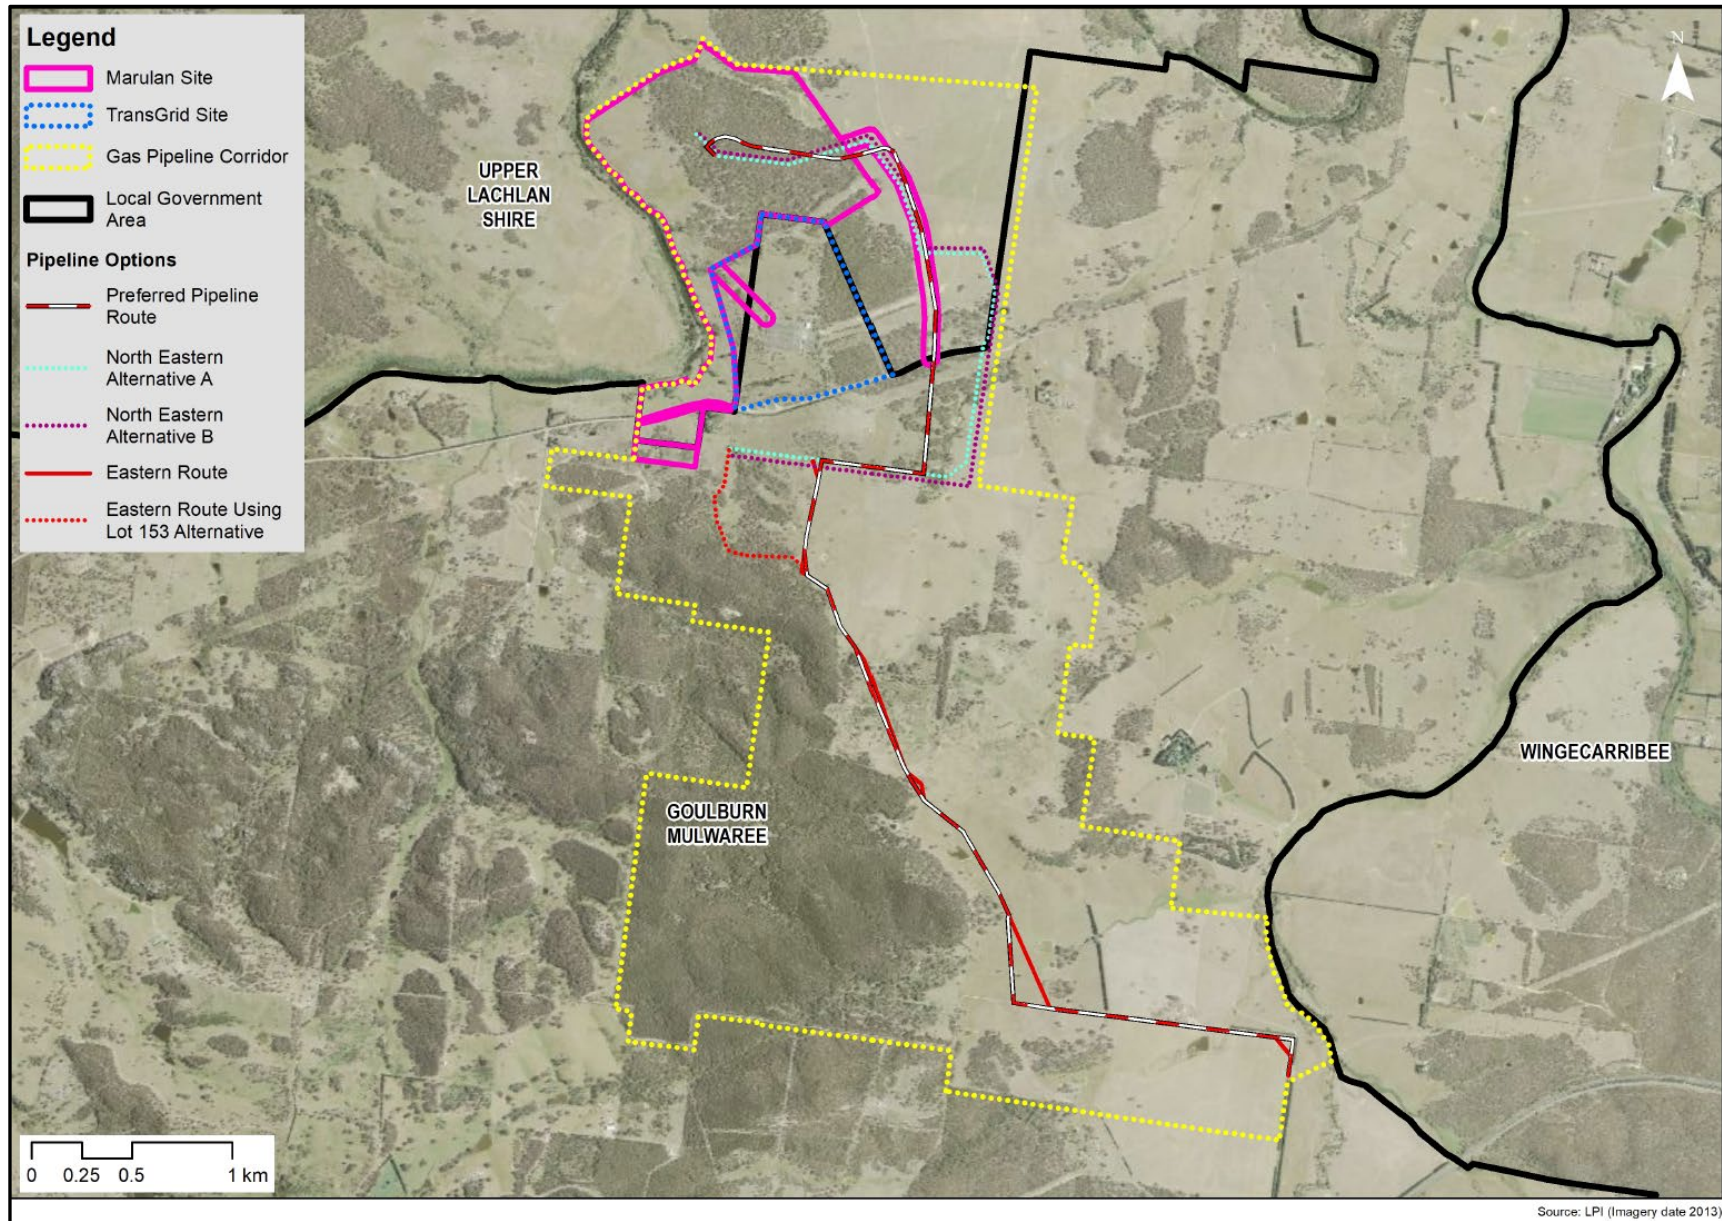 Legend
Marulan Site
TransGrid Site
Gas Pipeline Corridor
Local Government
Area
Pipeline Options
Preferred Pipeline
Route
North Eastern
Alternative A
North Eastern
Alternative B
Eastern Route
Eastern Route Using
Lot 153 Alternative
N
UPPER
LACHLAN
SHIRE
WINGECARRIBEE
GOULBURN
MULWAREE
0 0.25 0.5 1 km
Source: LPI (Imagery date 2013)